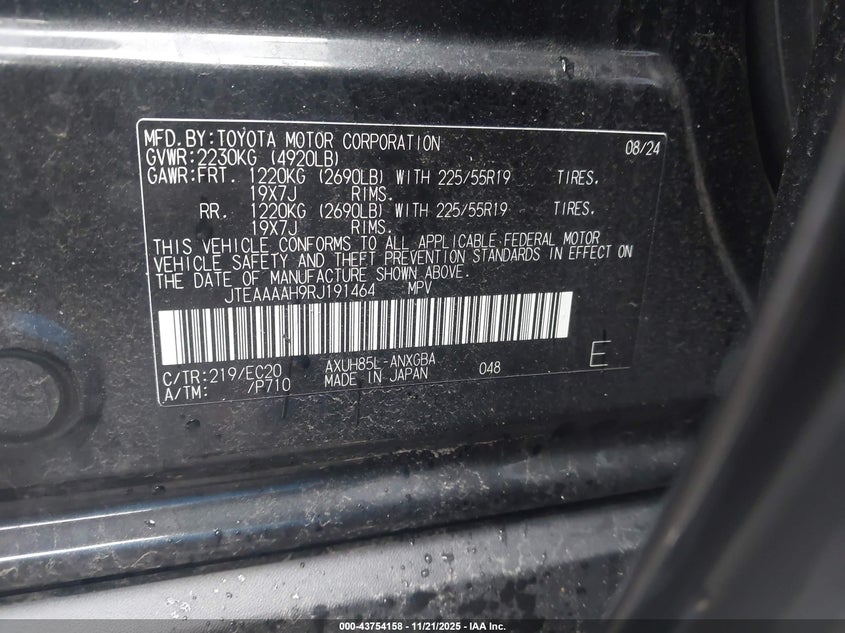 MFD.BY:TOYOTA MOTOR CORPORATION 08/24
GVWR:2230KG (4920LB)
GAWR:FRT. 1220KG (2690LB) WITH 225/55R19 TIRES.
19X7J RIMS.
RR. 1220KG (2690LB) WITH 225/55R19 TIRES.
19X7J RIMS.
THIS VEHICLE CONFORMS TO ALL APPLICABLE FEDERAL MOTOR
VEHICLE SAFETY AND THEFT PREVENTION STANDARDS IN EFFECT ON
THE DATE OF MANUFACTURE SHOWN ABOVE.
JTEAAAAH9RJ191464 MPV
C/TR:219/EC20 AXUH85L-ANXGBA 048 E
A/TM: /P710 MADE IN JAPAN
000-43754158 - 11/21/2025 - IAA Inc.